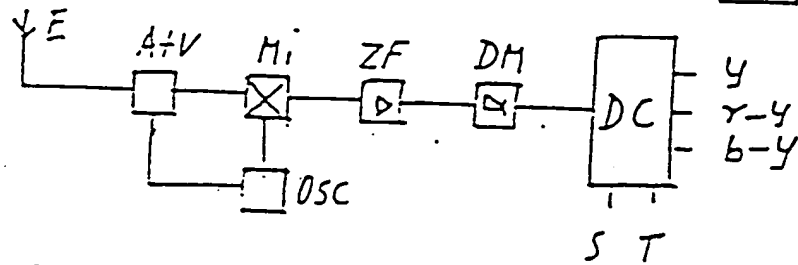 E
A+V Mi ZF DM
DC
y
r-y
b-y
OSC
S T